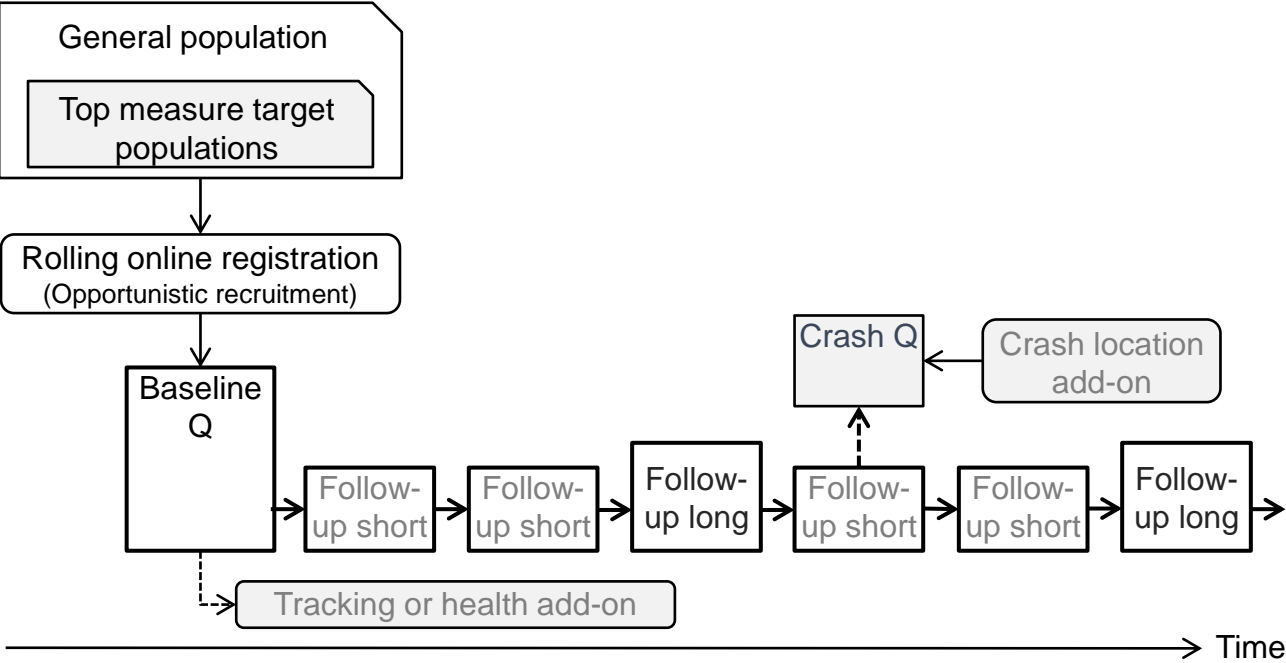 General population
Top measure target
populations
Rolling online registration
(Opportunistic recruitment)
Baseline
Q
Crash Q
Crash location
add-on
Follow-
up short
Follow-
up short
Follow-
up long
Follow-
up short
Follow-
up short
Follow-
up long
Tracking or health add-on
Time